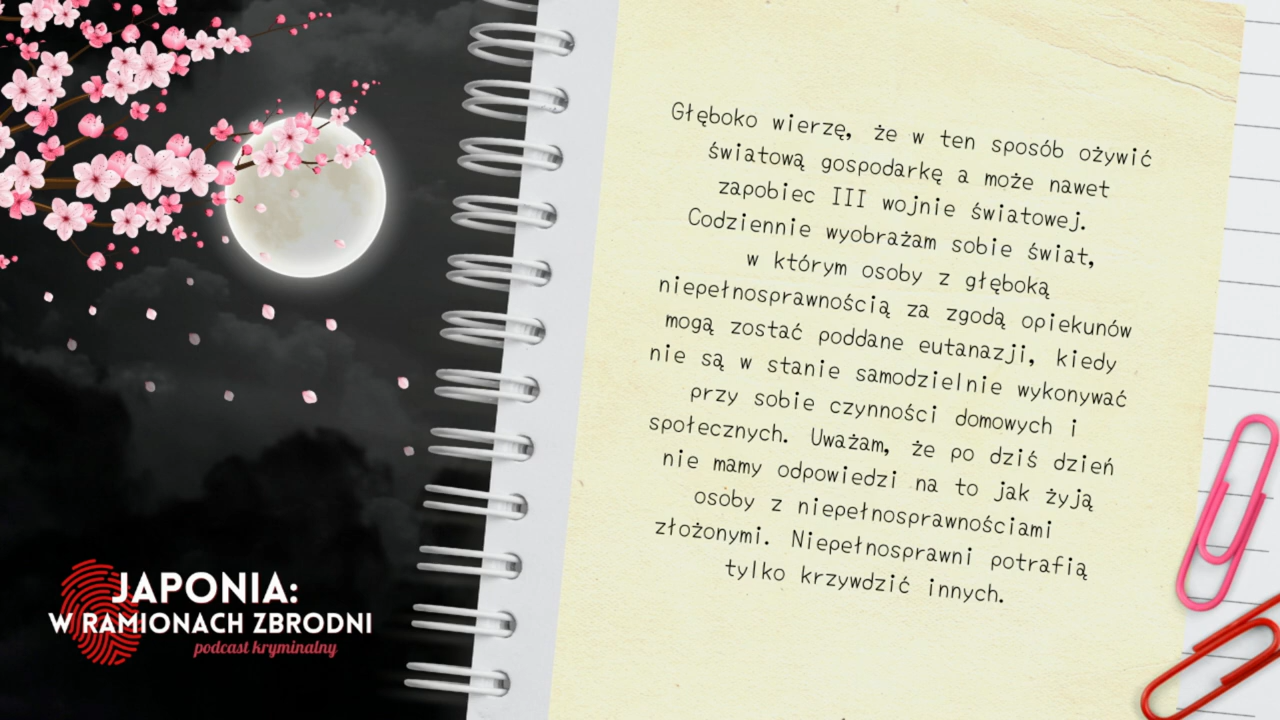 Głęboko wierzę, że w ten sposób ożywić
światową gospodarkę a może nawet
zapobiec III wojnie światowej.
Codziennie wyobrażam sobie świat,
w którym osoby z głęboką
niepełnosprawnością za zgodą opiekunów
mogą zostać poddane eutanazji, kiedy
nie są w stanie samodzielnie wykonywać
przy sobie czynności domowych i
społecznych. Uważam, że po dziś dzień
nie mamy odpowiedzi na to jak żyją
osoby z niepełnosprawnościami
złożonymi. Niepełnosprawni potrafią
tylko krzywdzić innych.
JAPONIA:
W RAMIONACH ZBRODNI
podcast kryminalny